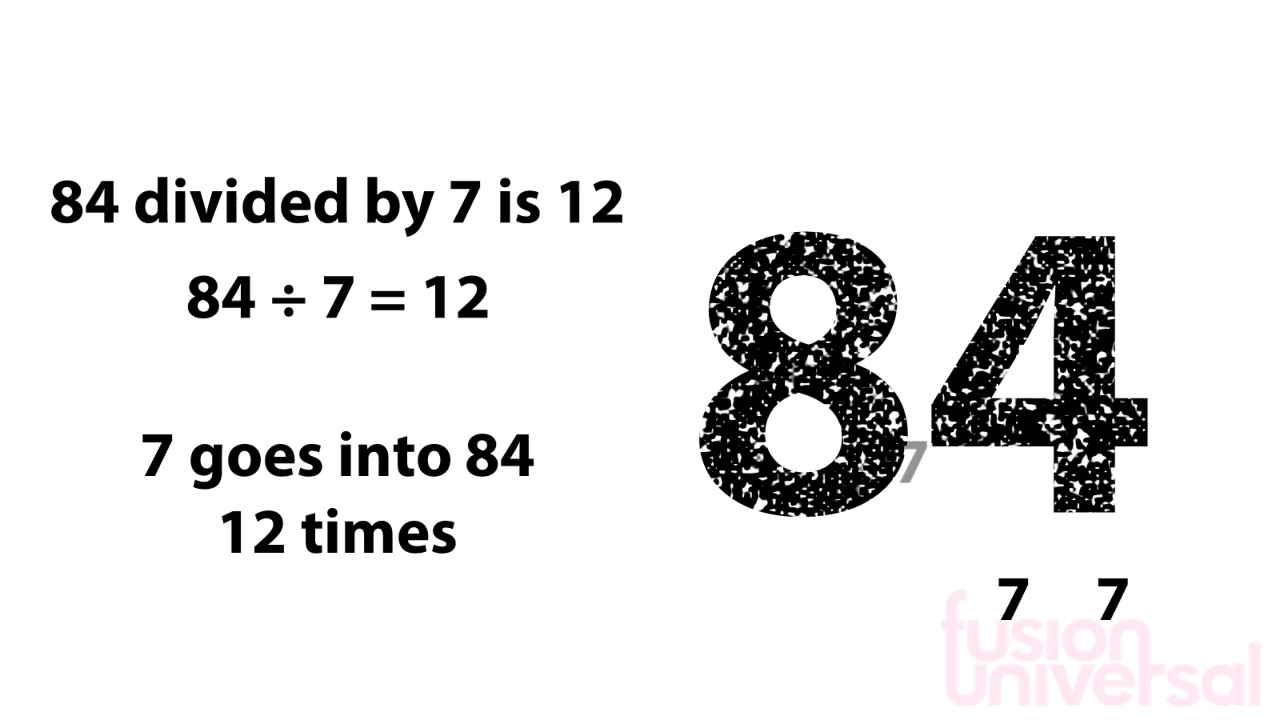 84 divided by 7 is 12
84 ÷ 7 = 12
7 goes into 84
12 times
84
7
7 7
fusion
universal